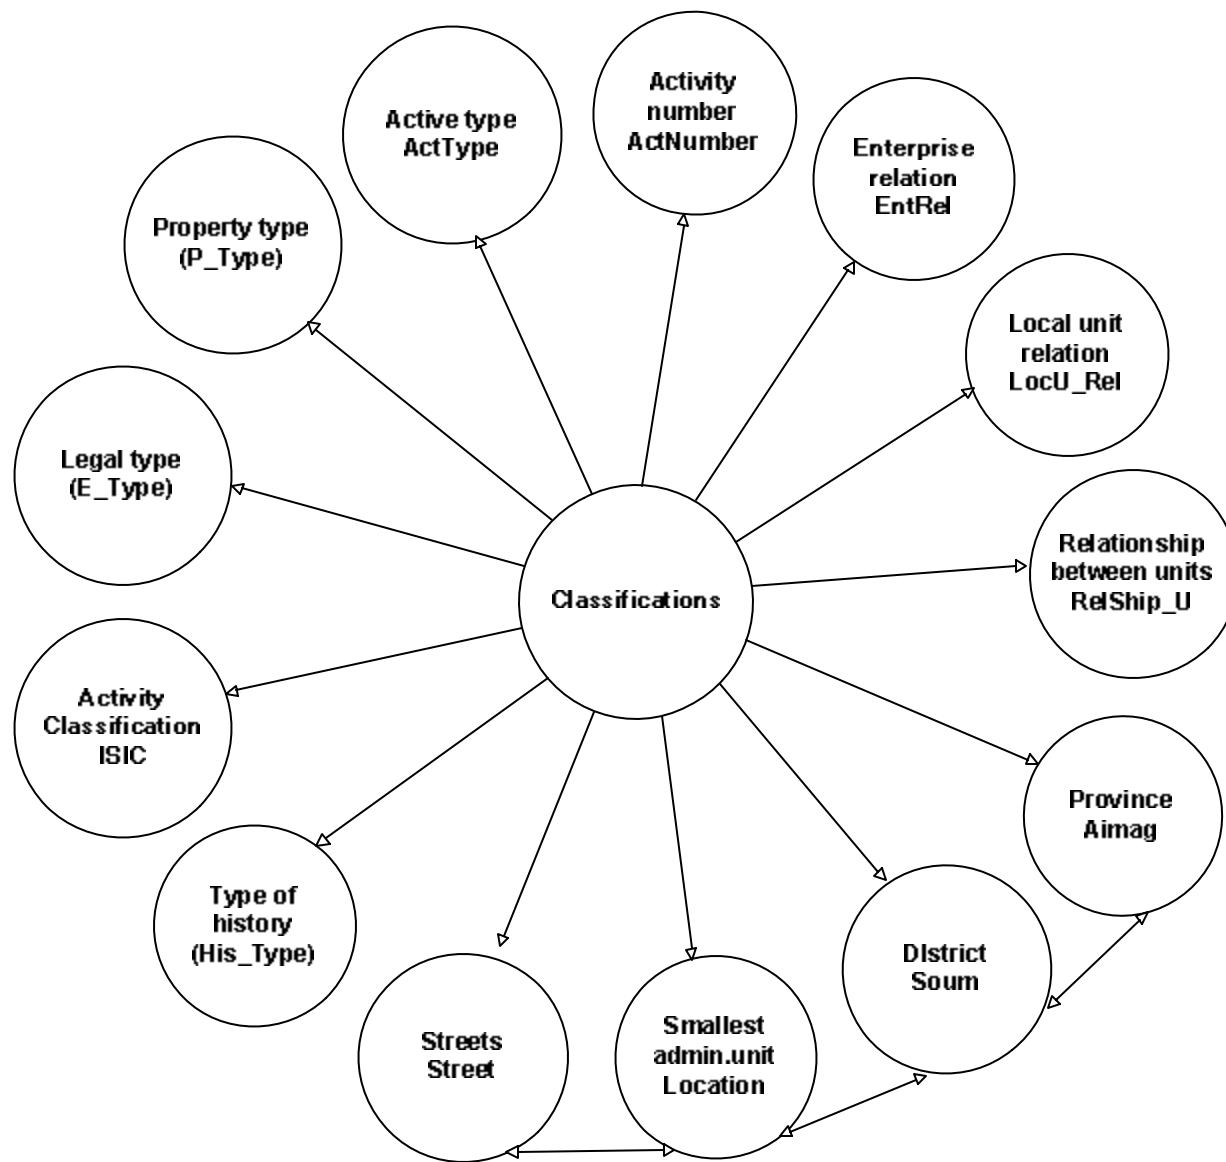 Activity
number
ActNumber
Active type
ActType
Enterprise
relation
EntRel
Property type
(P_Type)
Local unit
relation
LocU_Rel
Legal type
(E_Type)
Relationship
between units
RelShip_U
Classifications
Activity
Classification
ISIC
Province
Aimag
Type of
history
(His_Type)
DIstrict
Soum
Streets
Street
Smallest
admin.unit
Location